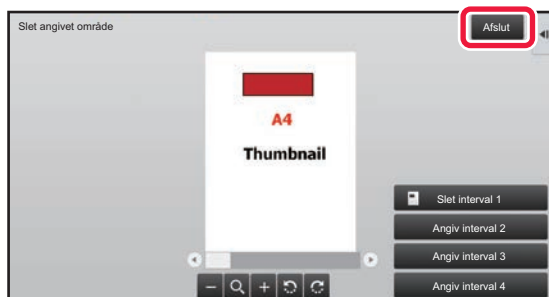 Slet angivet område
Afslut
A4
Thumbnail
Slet interval 1
Angiv interval 2
Angiv interval 3
Angiv interval 4